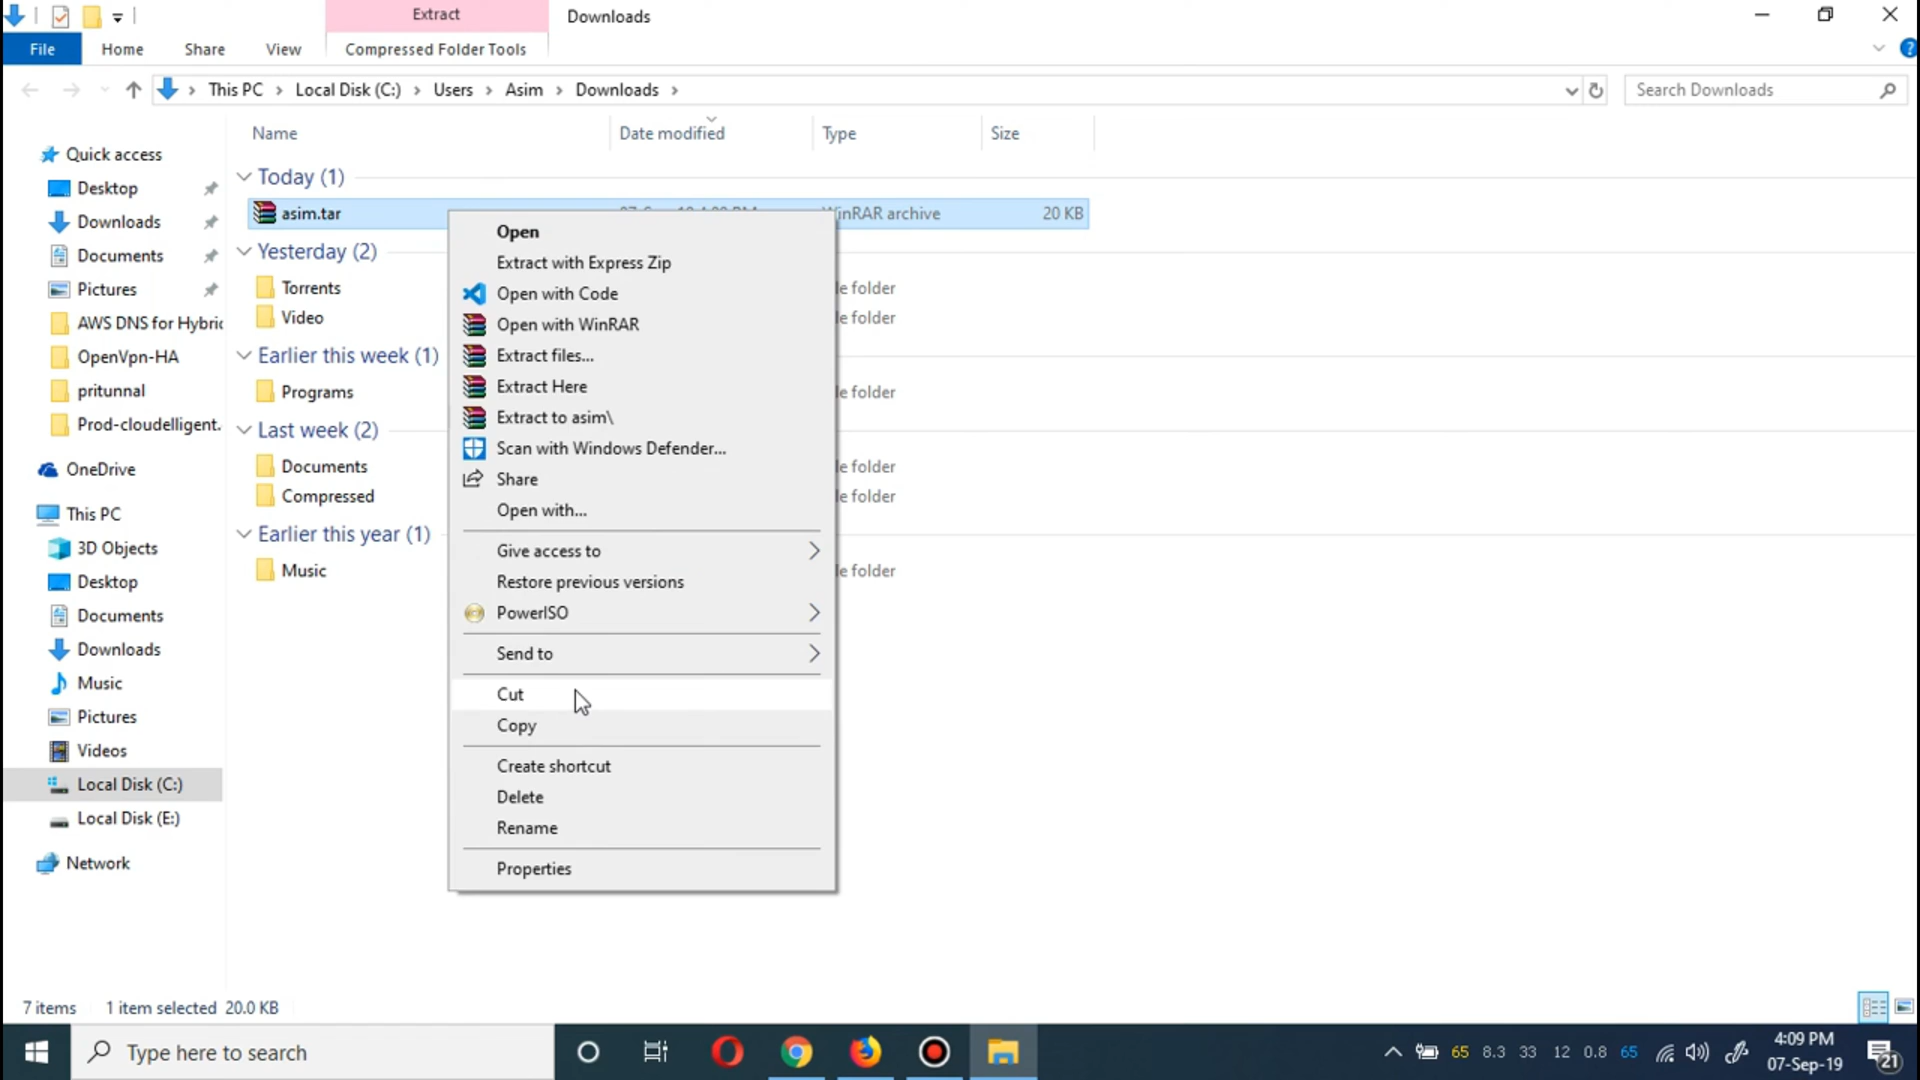 Extract
Downloads
File
Home
Share
View
Compressed Folder Tools
This PC > Local Disk (C:) > Users > Asim > Downloads >
Search Downloads
Name
Date modified
Type
Size
Quick access
Desktop
Downloads
Documents
Pictures
AWS DNS for Hybric
OpenVpn-HA
pritunnal
Prod-cloudelligent.
OneDrive
This PC
3D Objects
Desktop
Documents
Downloads
Music
Pictures
Videos
Local Disk (C:)
Local Disk (E:)
Network
Today (1)
asim.tar
WinRAR archive
20 KB
Yesterday (2)
Torrents
le folder
Video
le folder
Earlier this week (1)
Programs
le folder
Last week (2)
Documents
le folder
Compressed
le folder
Earlier this year (1)
Music
le folder
Open
Extract with Express Zip
Open with Code
Open with WinRAR
Extract files...
Extract Here
Extract to asim\
Scan with Windows Defender...
Share
Open with...
Give access to
Restore previous versions
PowerISO
Send to
Cut
Copy
Create shortcut
Delete
Rename
Properties
7 items
1 item selected 20.0 KB
Type here to search
65 8.3 33 12 0.8 65
4:09 PM
07-Sep-19
21